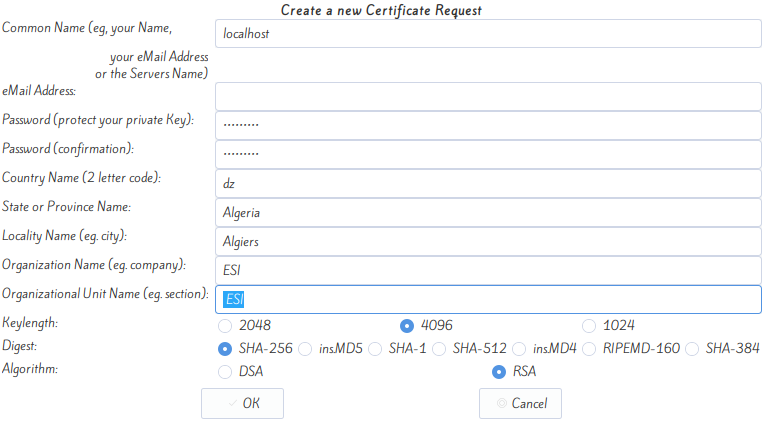 Create a new Certificate Request
Common Name (eg, your Name,
localhost
your eMail Address
or the Servers Name)
eMail Address:
Password (protect your private Key):
•••••••••
Password (confirmation):
•••••••••
Country Name (2 letter code):
dz
State or Province Name:
Algeria
Locality Name (eg. city):
Algiers
Organization Name (eg. company):
ESI
Organizational Unit Name (eg. section):
ESI
Keylength:
2048 4096 1024
Digest:
SHA-256 ins.MD5 SHA-1 SHA-512 ins.MD4 RIPEMD-160 SHA-384
Algorithm:
DSA RSA
OK Cancel